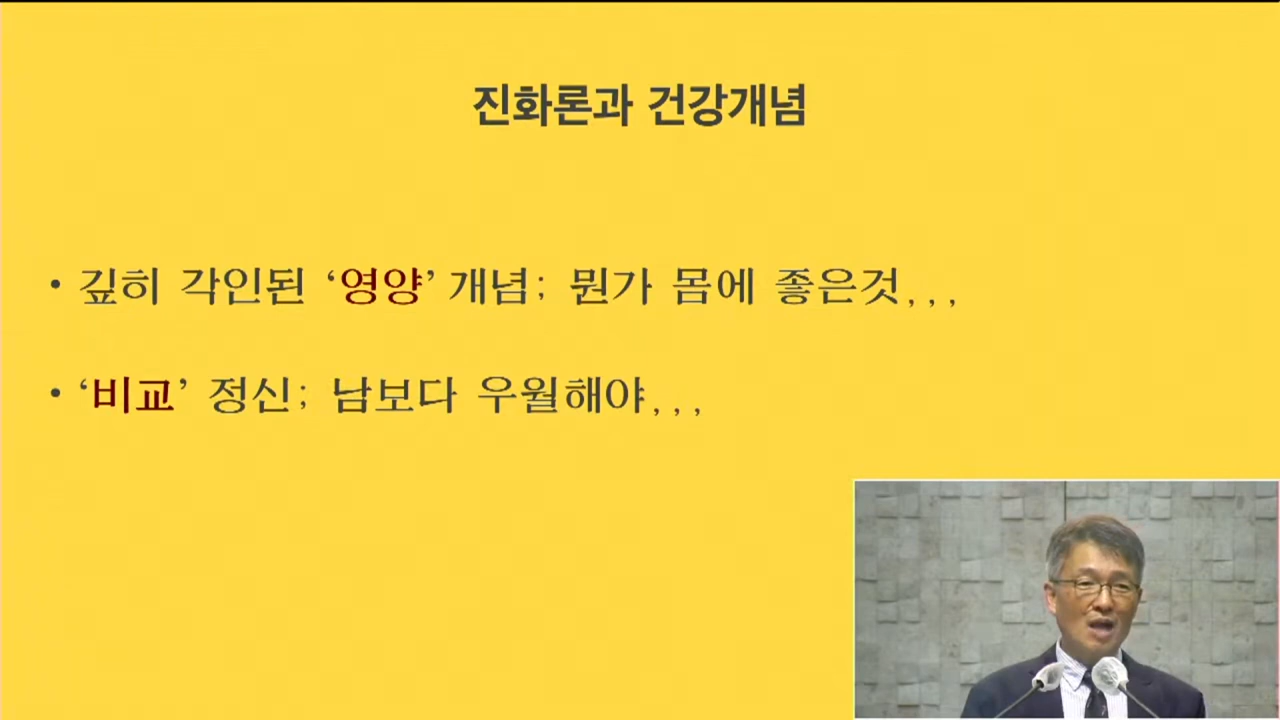 진화론과 건강개념
• 깊히 각인된 ‘영양’ 개념; 뭔가 몸에 좋은것,,,
• ‘비교’ 정신; 남보다 우월해야,,,